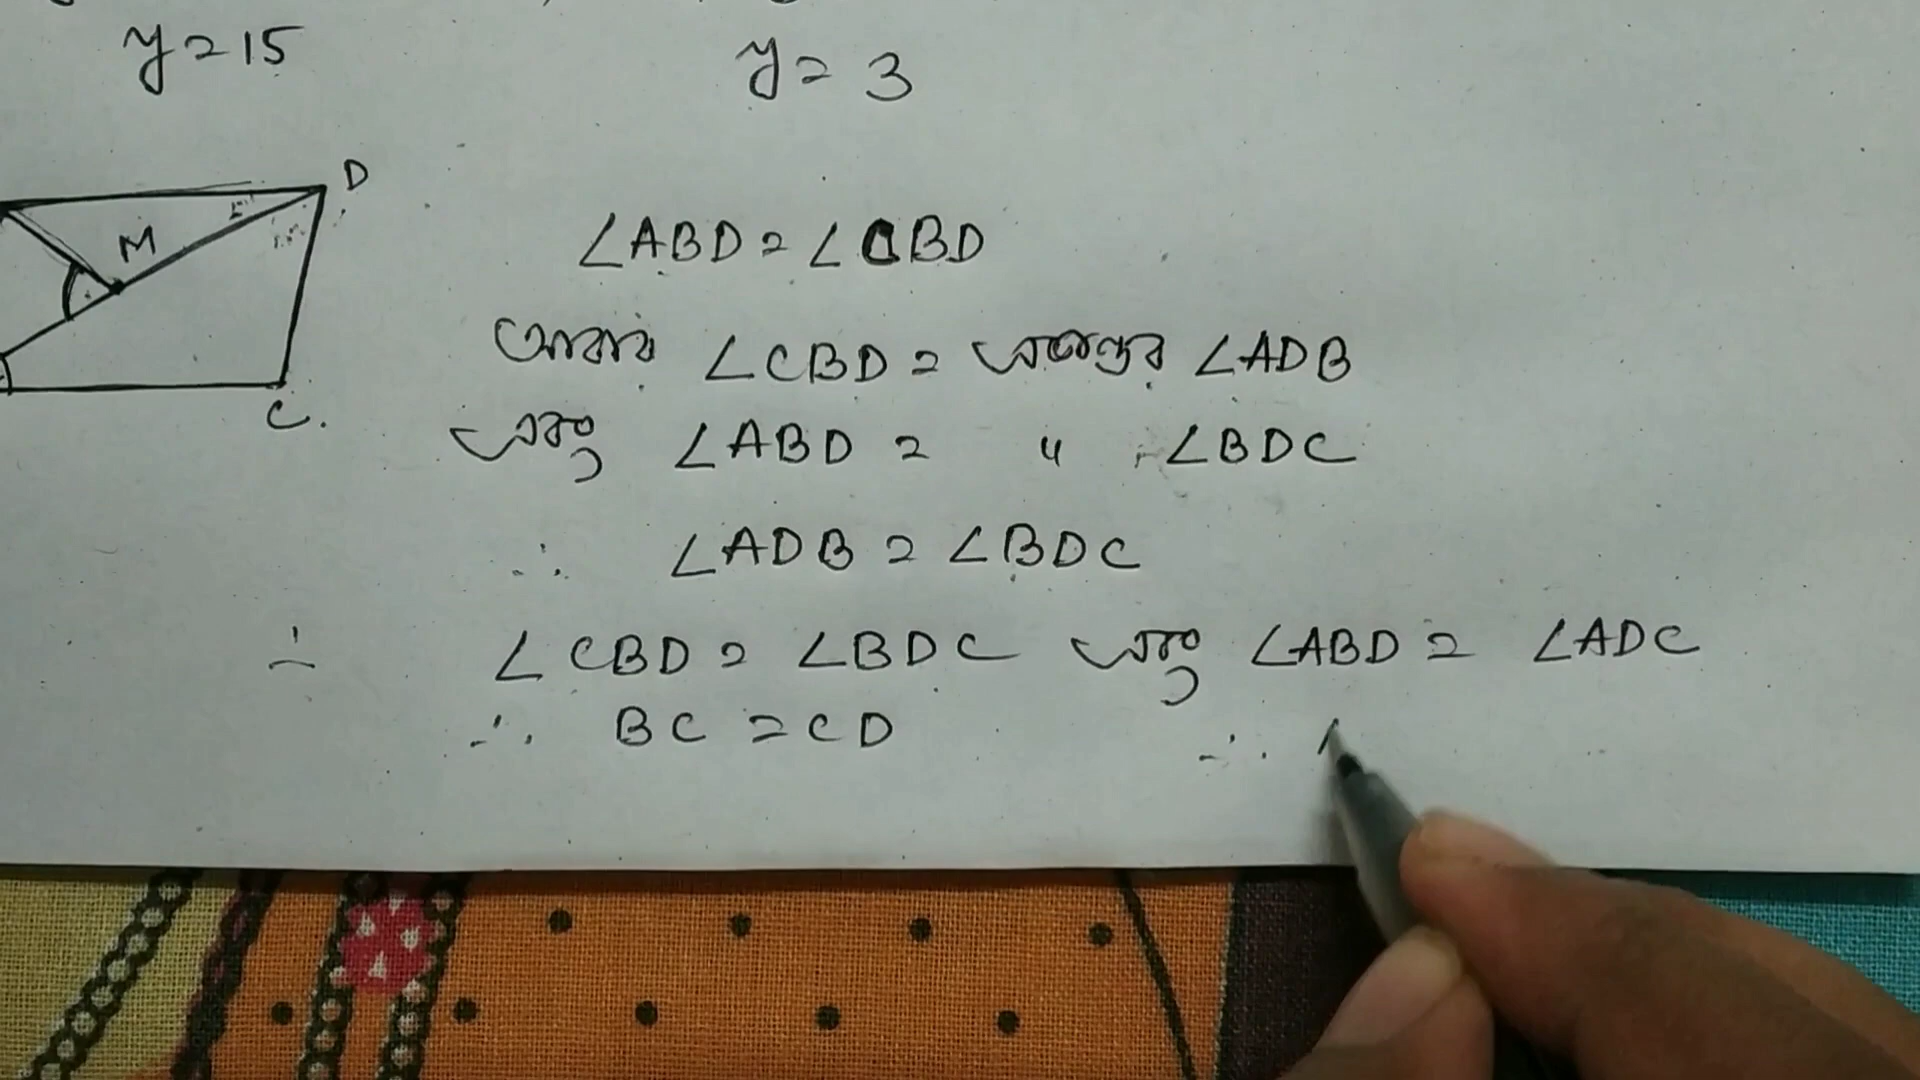 y = 15
y = 3
D
M
C.
∠ABD = ∠CBD
আবার ∠CBD = একান্তর ∠ADB
এবং ∠ABD = " ∠BDC
∴ ∠ADB = ∠BDC
∴ ∠CBD = ∠BDC এবং ∠ABD = ∠ADC
∴ BC = CD ∴